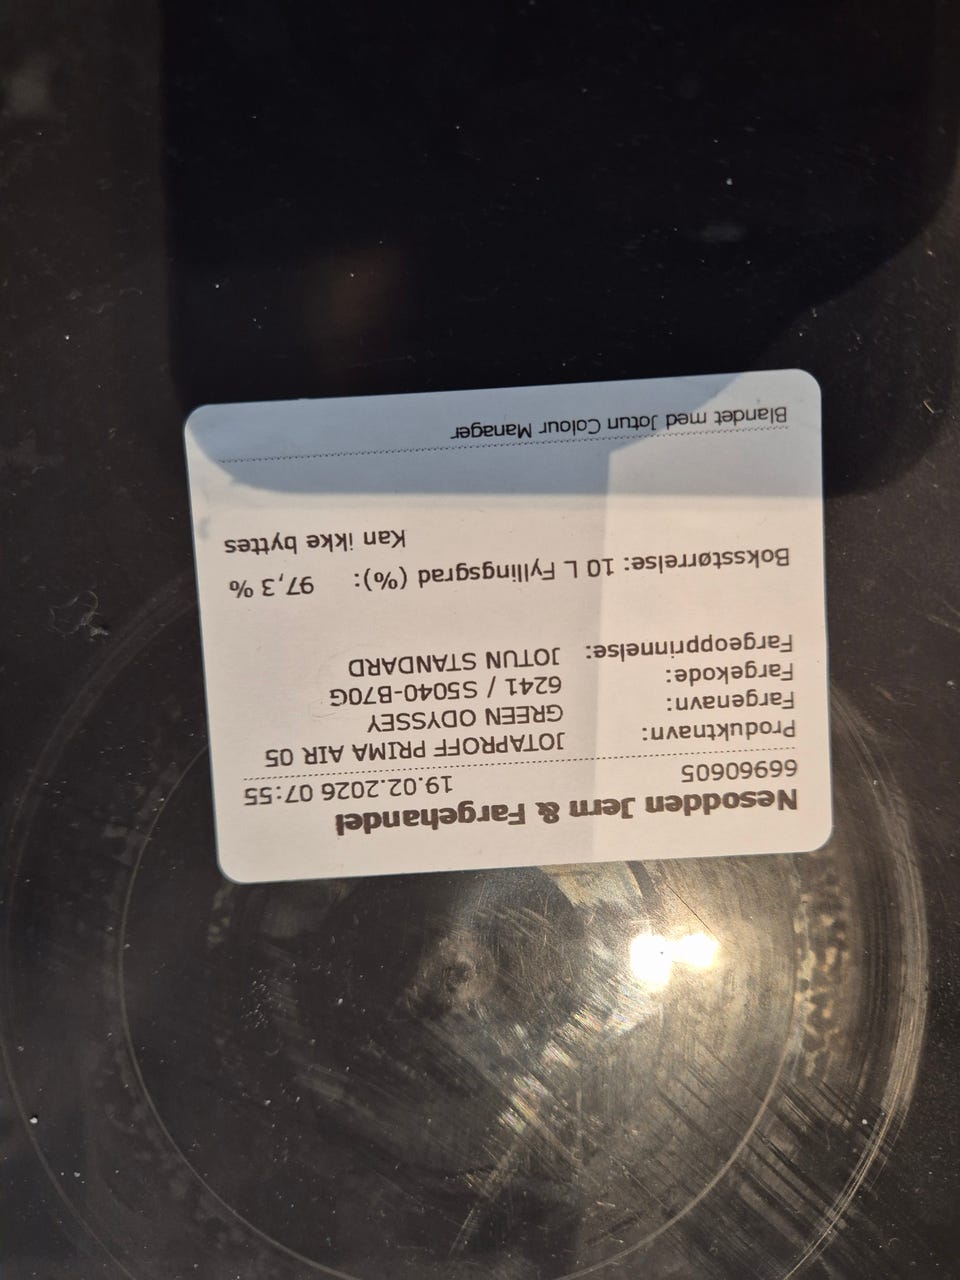 Nesodden Jern & Fargehandel
66960605 19.02.2026 07:55
Produktnavn: JOTAPROFF PRIMA AIR 05
Fargenavn: GREEN ODYSSEY
Fargekode: 6241 / S5040-B70G
Fargeopprinnelse: JOTUN STANDARD
Boksstørrelse: 10 L Fyllingsgrad (%): 97,3 %
Kan ikke byttes
Blandet med Jotun Colour Manager